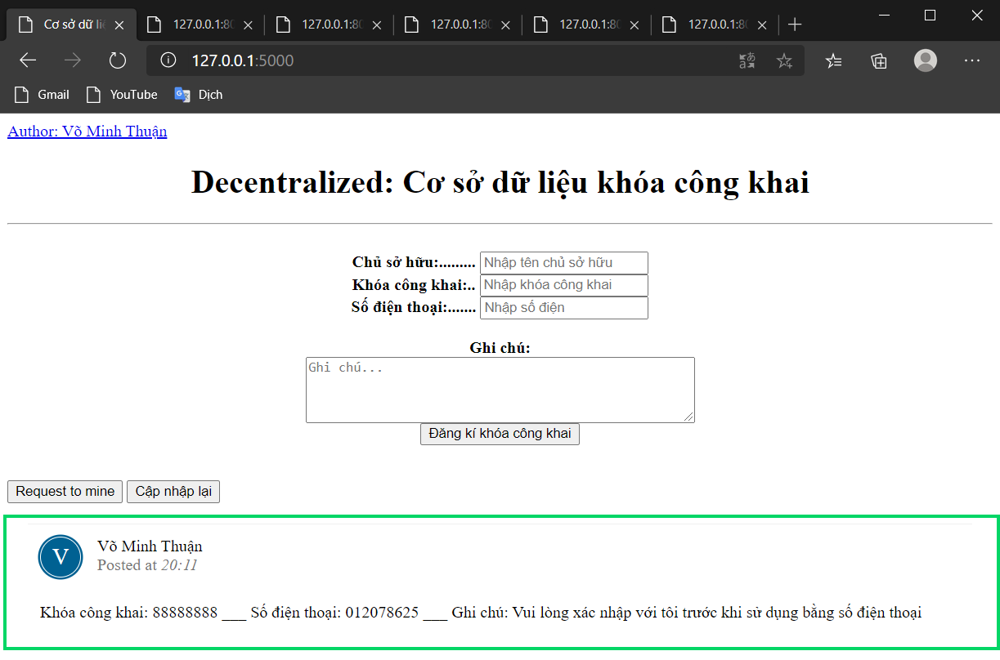 Cơ sở dữ liệ 127.0.0.1:80 127.0.0.1:80 127.0.0.1:80 127.0.0.1:80 127.0.0.1:80
127.0.0.1:5000
Gmail YouTube Dịch
Author: Võ Minh Thuận
Decentralized: Cơ sở dữ liệu khóa công khai
Chủ sở hữu:......... Nhập tên chủ sở hữu
Khóa công khai:.. Nhập khóa công khai
Số điện thoại:....... Nhập số điện
Ghi chú:
Ghi chú...
Đăng kí khóa công khai
Request to mine Cập nhập lại
V Võ Minh Thuận
Posted at 20:11
Khóa công khai: 88888888 ___ Số điện thoại: 012078625 ___ Ghi chú: Vui lòng xác nhập với tôi trước khi sử dụng bằng số điện thoại